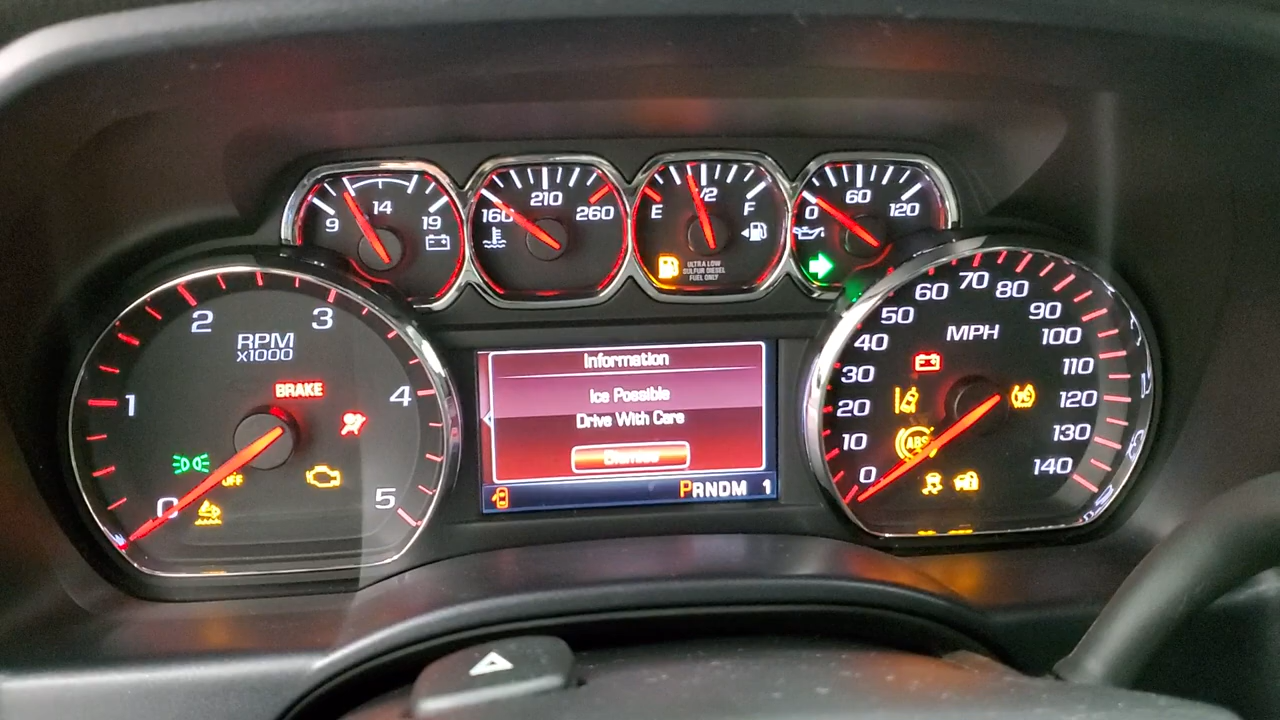 9 14 19
160 210 260
E 1/2 F
ULTRA LOW
SULFUR DIESEL
FUEL ONLY
0 60 120
RPM
X1000
0 1 2 3 4 5
BRAKE
OFF
Information
Ice Possible
Drive With Care
Dismiss
PRNDM 1
MPH
0 10 20 30 40 50 60 70 80 90 100 110 120 130 140
ABS